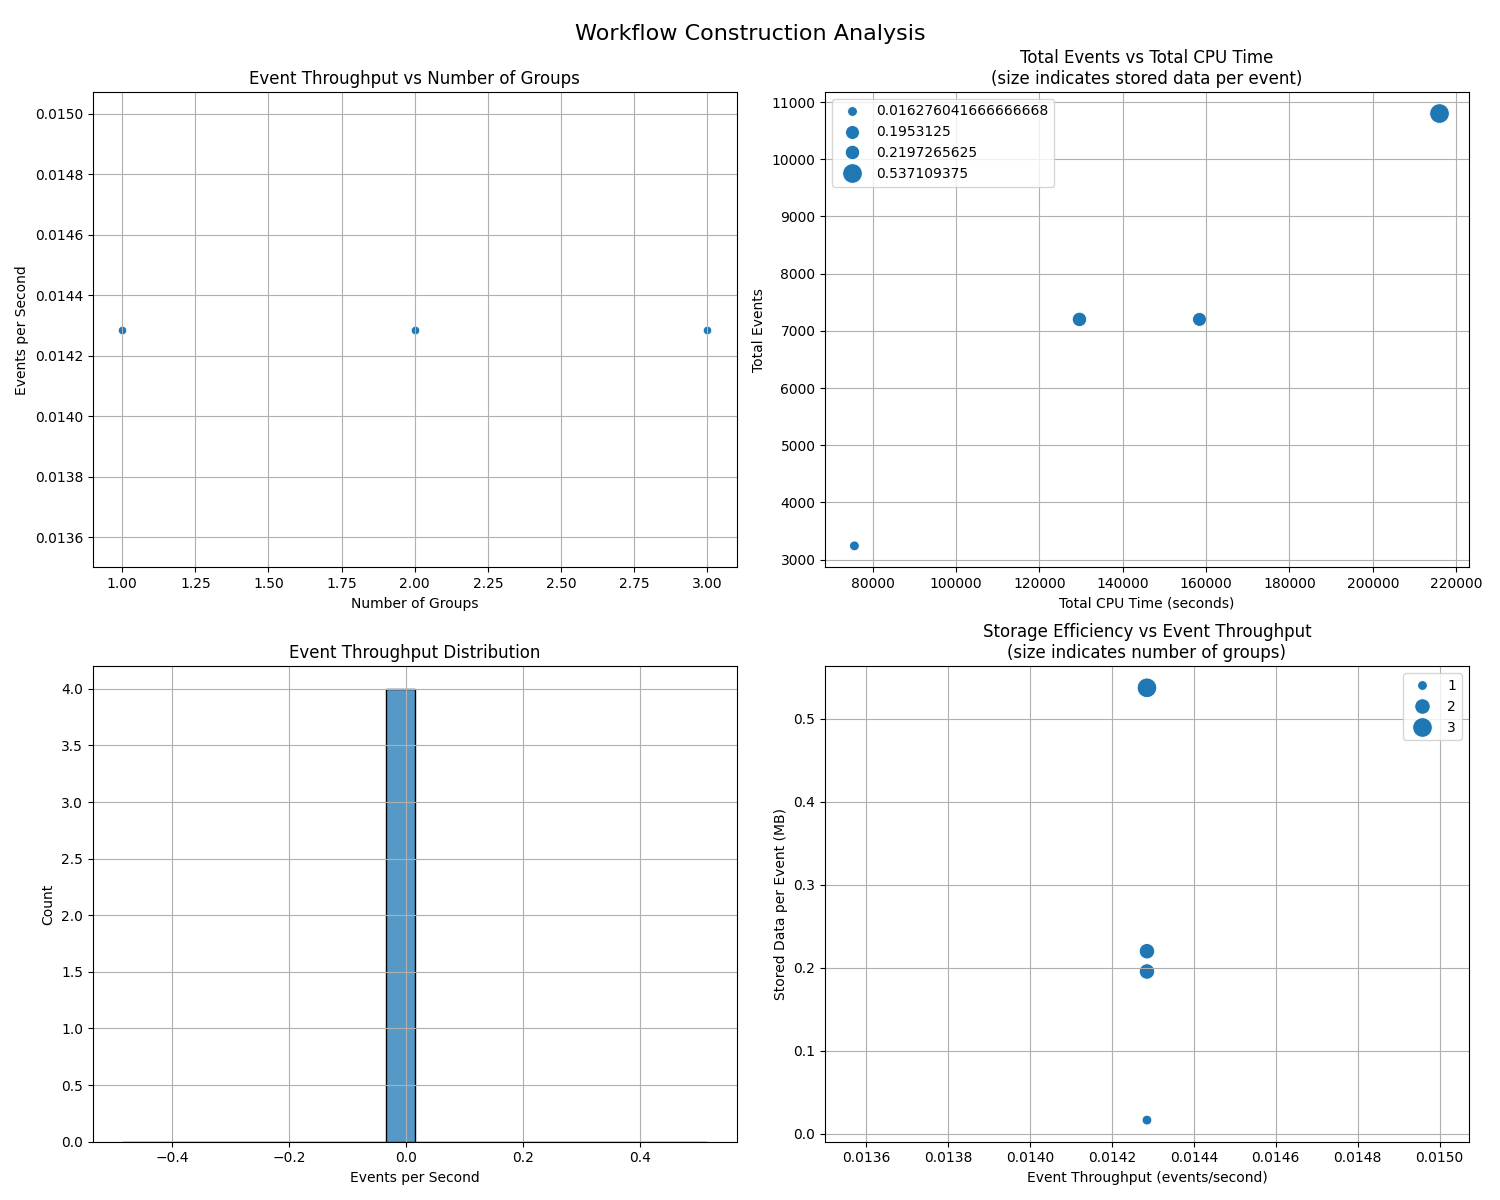 Workflow Construction Analysis
Event Throughput vs Number of Groups
0.0150
0.0148
0.0146
0.0144
0.0142
0.0140
0.0138
0.0136
Events per Second
1.00 1.25 1.50 1.75 2.00 2.25 2.50 2.75 3.00
Number of Groups
Total Events vs Total CPU Time
(size indicates stored data per event)
0.016276041666666668
0.1953125
0.2197265625
0.537109375
11000
10000
9000
8000
7000
6000
5000
4000
3000
Total Events
80000 100000 120000 140000 160000 180000 200000 220000
Total CPU Time (seconds)
Event Throughput Distribution
4.0
3.5
3.0
2.5
2.0
1.5
1.0
0.5
0.0
Count
−0.4 −0.2 0.0 0.2 0.4
Events per Second
Storage Efficiency vs Event Throughput
(size indicates number of groups)
1
2
3
0.5
0.4
0.3
0.2
0.1
0.0
Stored Data per Event (MB)
0.0136 0.0138 0.0140 0.0142 0.0144 0.0146 0.0148 0.0150
Event Throughput (events/second)